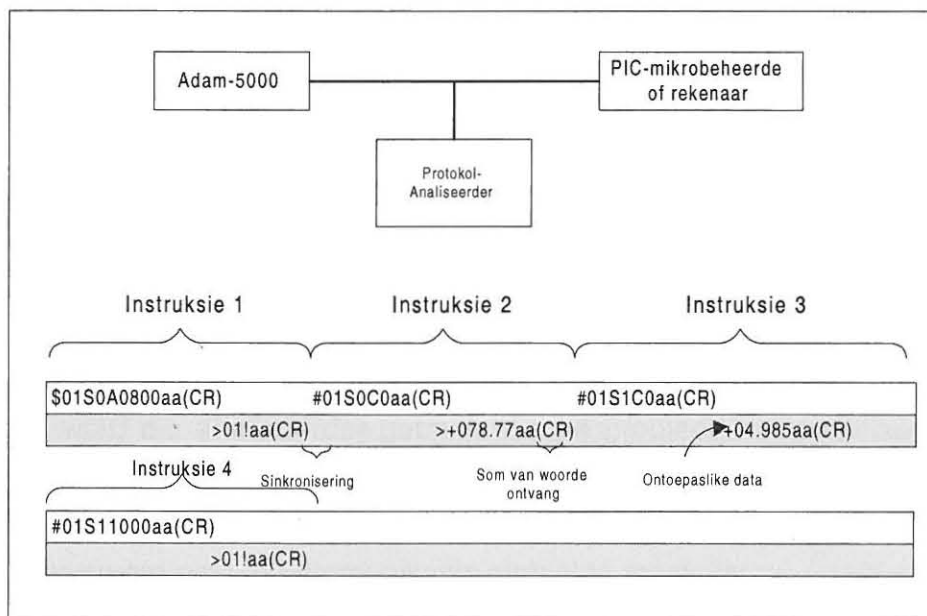 Adam-5000
PIC-mikrobeheerde
of rekenaar
Protokol-
Analiseerder
Instruksie 1
Instruksie 2
Instruksie 3
$01S0A0800aa(CR) #01S0C0aa(CR) #01S1C0aa(CR)
>01!aa(CR) >+078.77aa(CR) +04.985aa(CR)
Instruksie 4
Sinkronisering
Som van woorde
ontvang
Ontoepaslike data
#01S11000aa(CR)
>01!aa(CR)